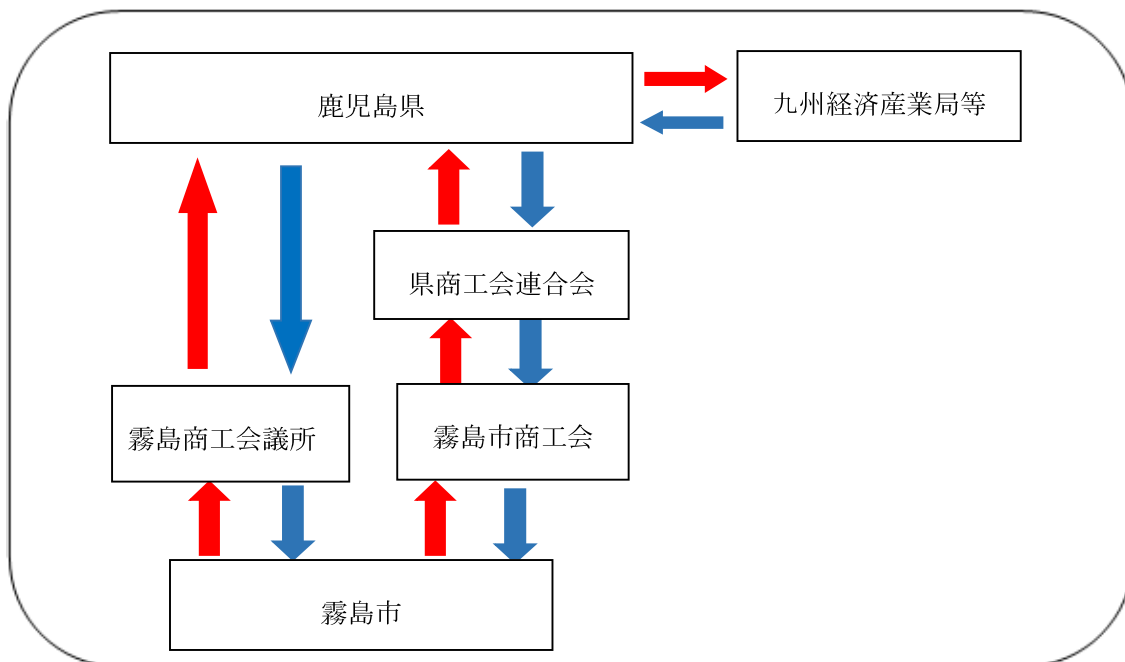 鹿児島県
九州経済産業局等
県商工会連合会
霧島商工会議所
霧島市商工会
霧島市